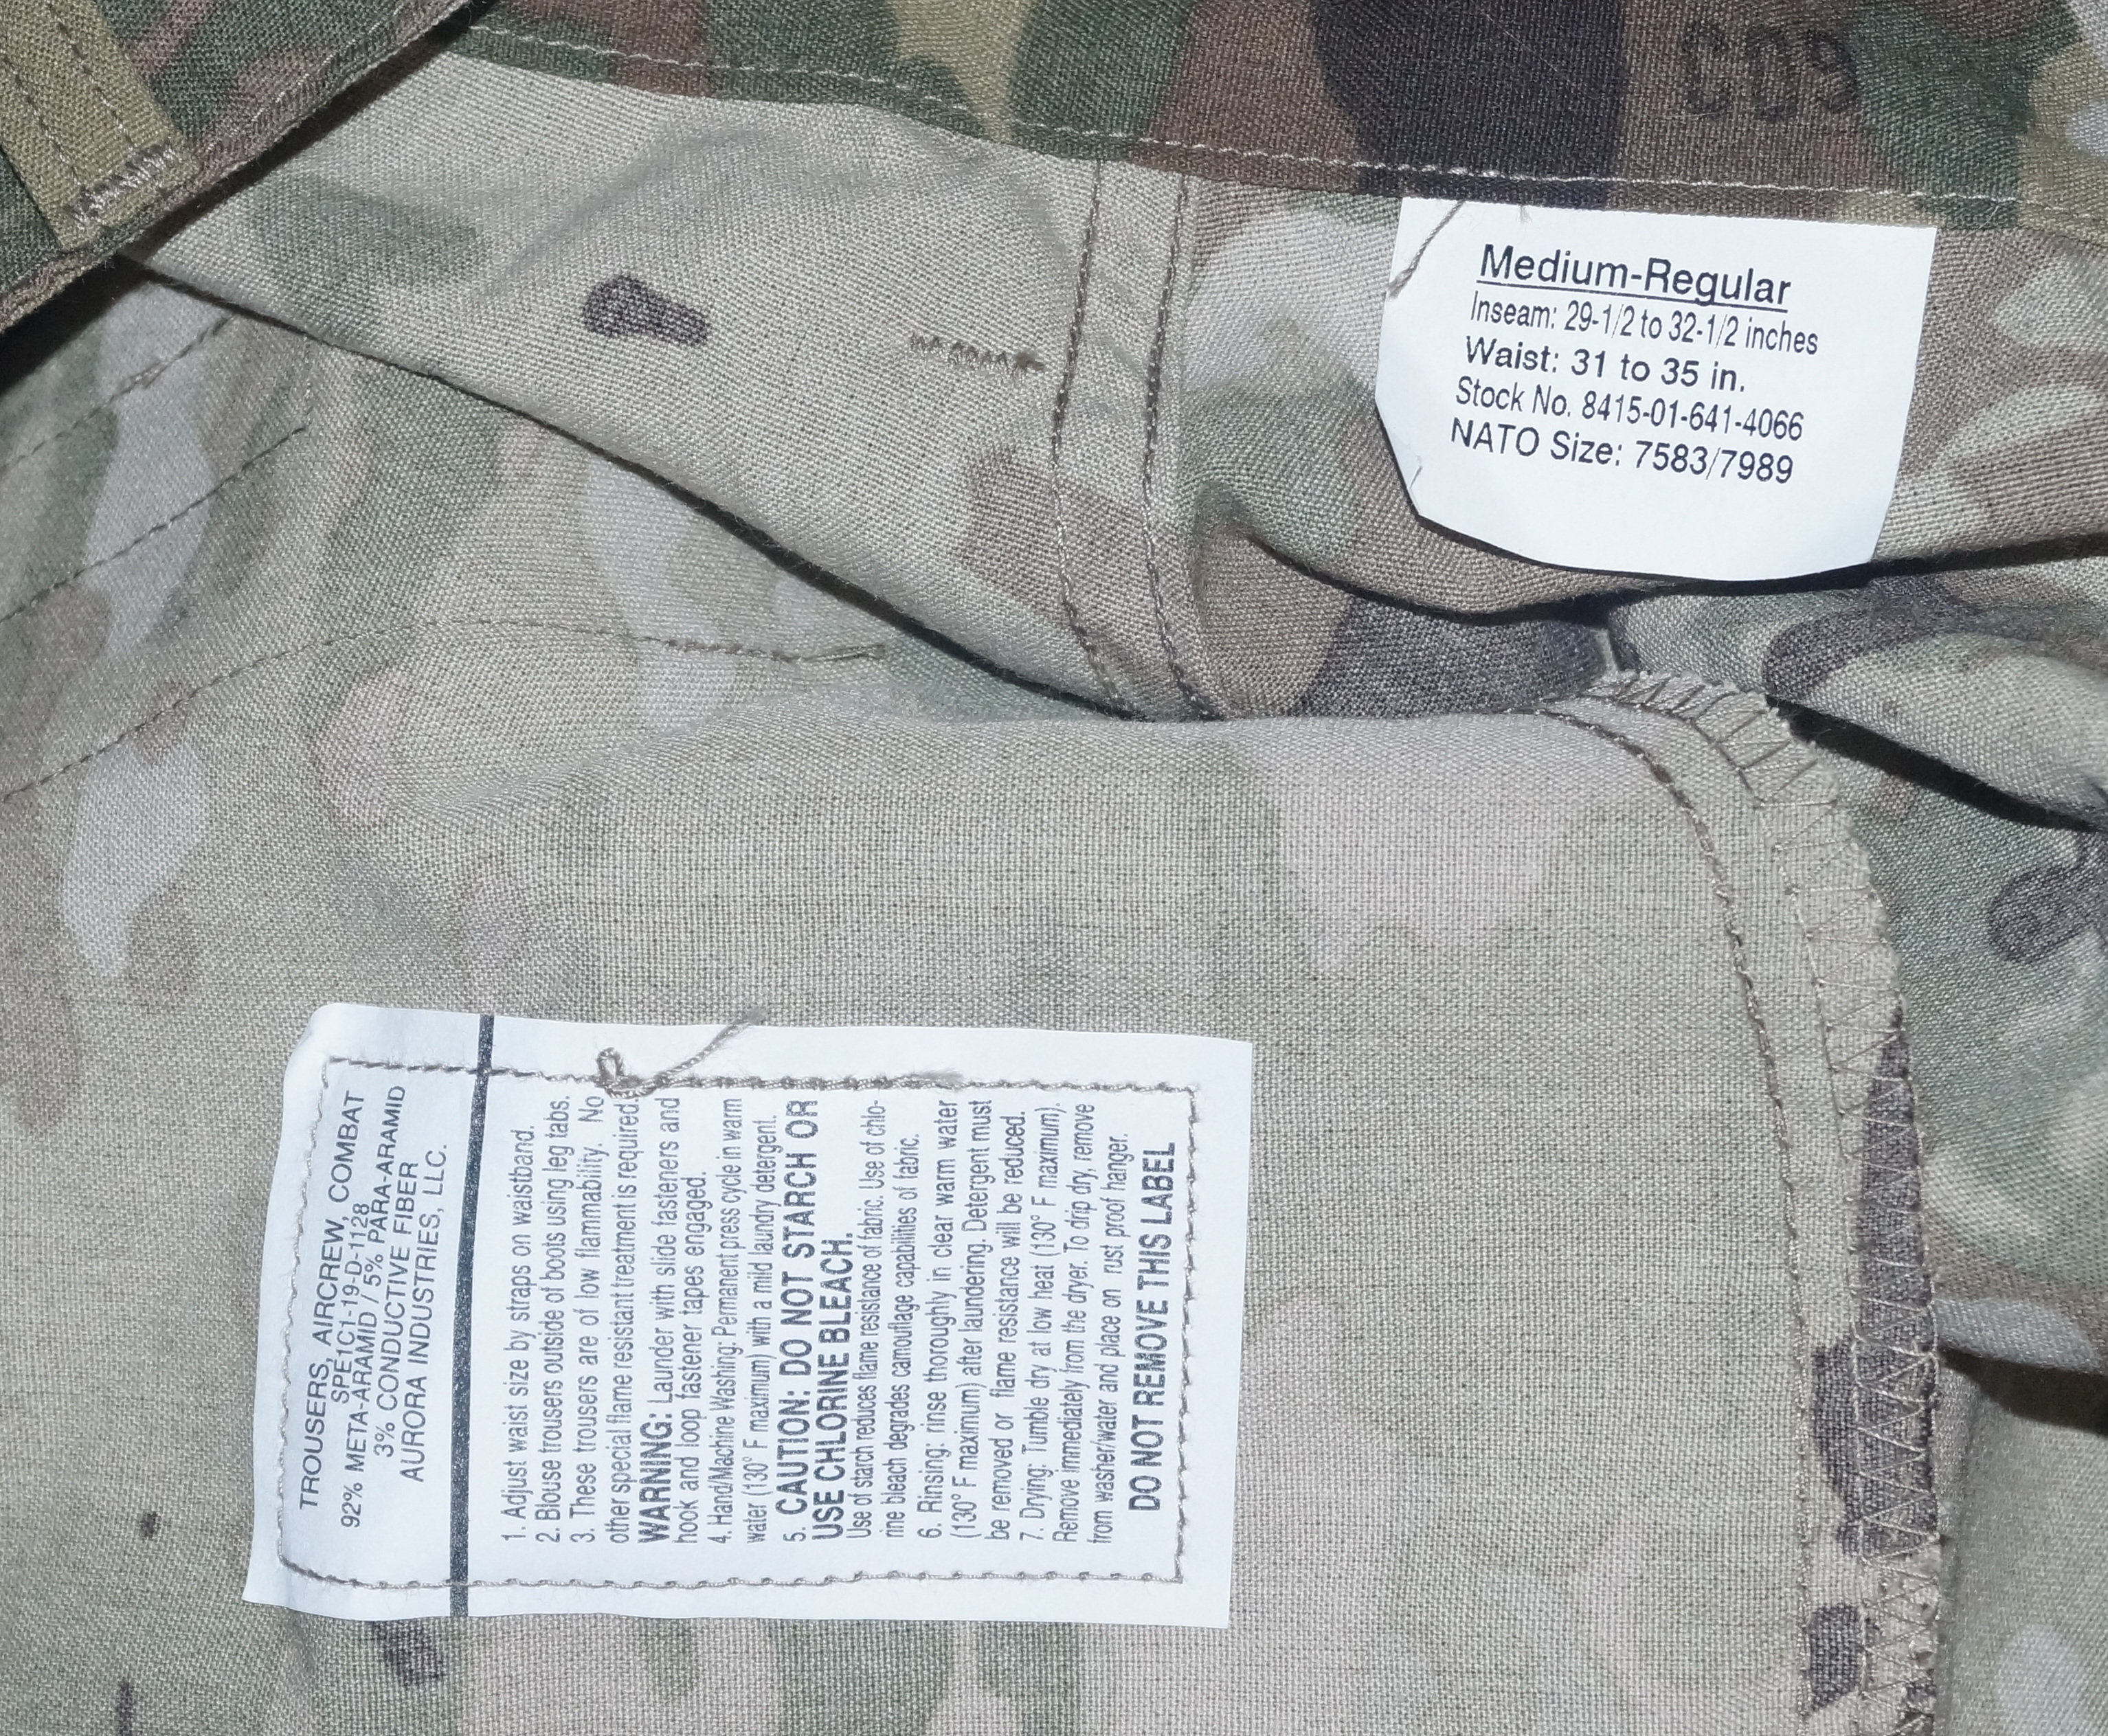 C09
Medium-Regular
Inseam: 29-1/2 to 32-1/2 inches
Waist: 31 to 35 in.
Stock No. 8415-01-641-4066
NATO Size: 7583/7989
TROUSERS, AIRCREW, COMBAT
SPE1C1-19-D-1128
92% META-ARAMID / 5% PARA-ARAMID
3% CONDUCTIVE FIBER
AURORA INDUSTRIES, LLC.
1. Adjust waist size by straps on waistband.
2. Blouse trousers outside of boots using leg tabs.
3. These trousers are of low flammability. No
other special flame resistant treatment is required.
WARNING: Launder with slide fasteners and
hook and loop fastener tapes engaged.
4. Hand/Machine Washing: Permanent press cycle in warm
water (130° F maximum) with a mild laundry detergent.
5. CAUTION: DO NOT STARCH OR
USE CHLORINE BLEACH.
Use of starch reduces flame resistance of fabric. Use of chlo-
rine bleach degrades camouflage capabilities of fabric.
6. Rinsing: rinse thoroughly in clear warm water
(130° F maximum) after laundering. Detergent must
be removed or flame resistance will be reduced.
7. Drying: Tumble dry at low heat (130° F maximum).
Remove immediately from the dryer. To drip dry, remove
from washer/water and place on rust proof hanger.
DO NOT REMOVE THIS LABEL